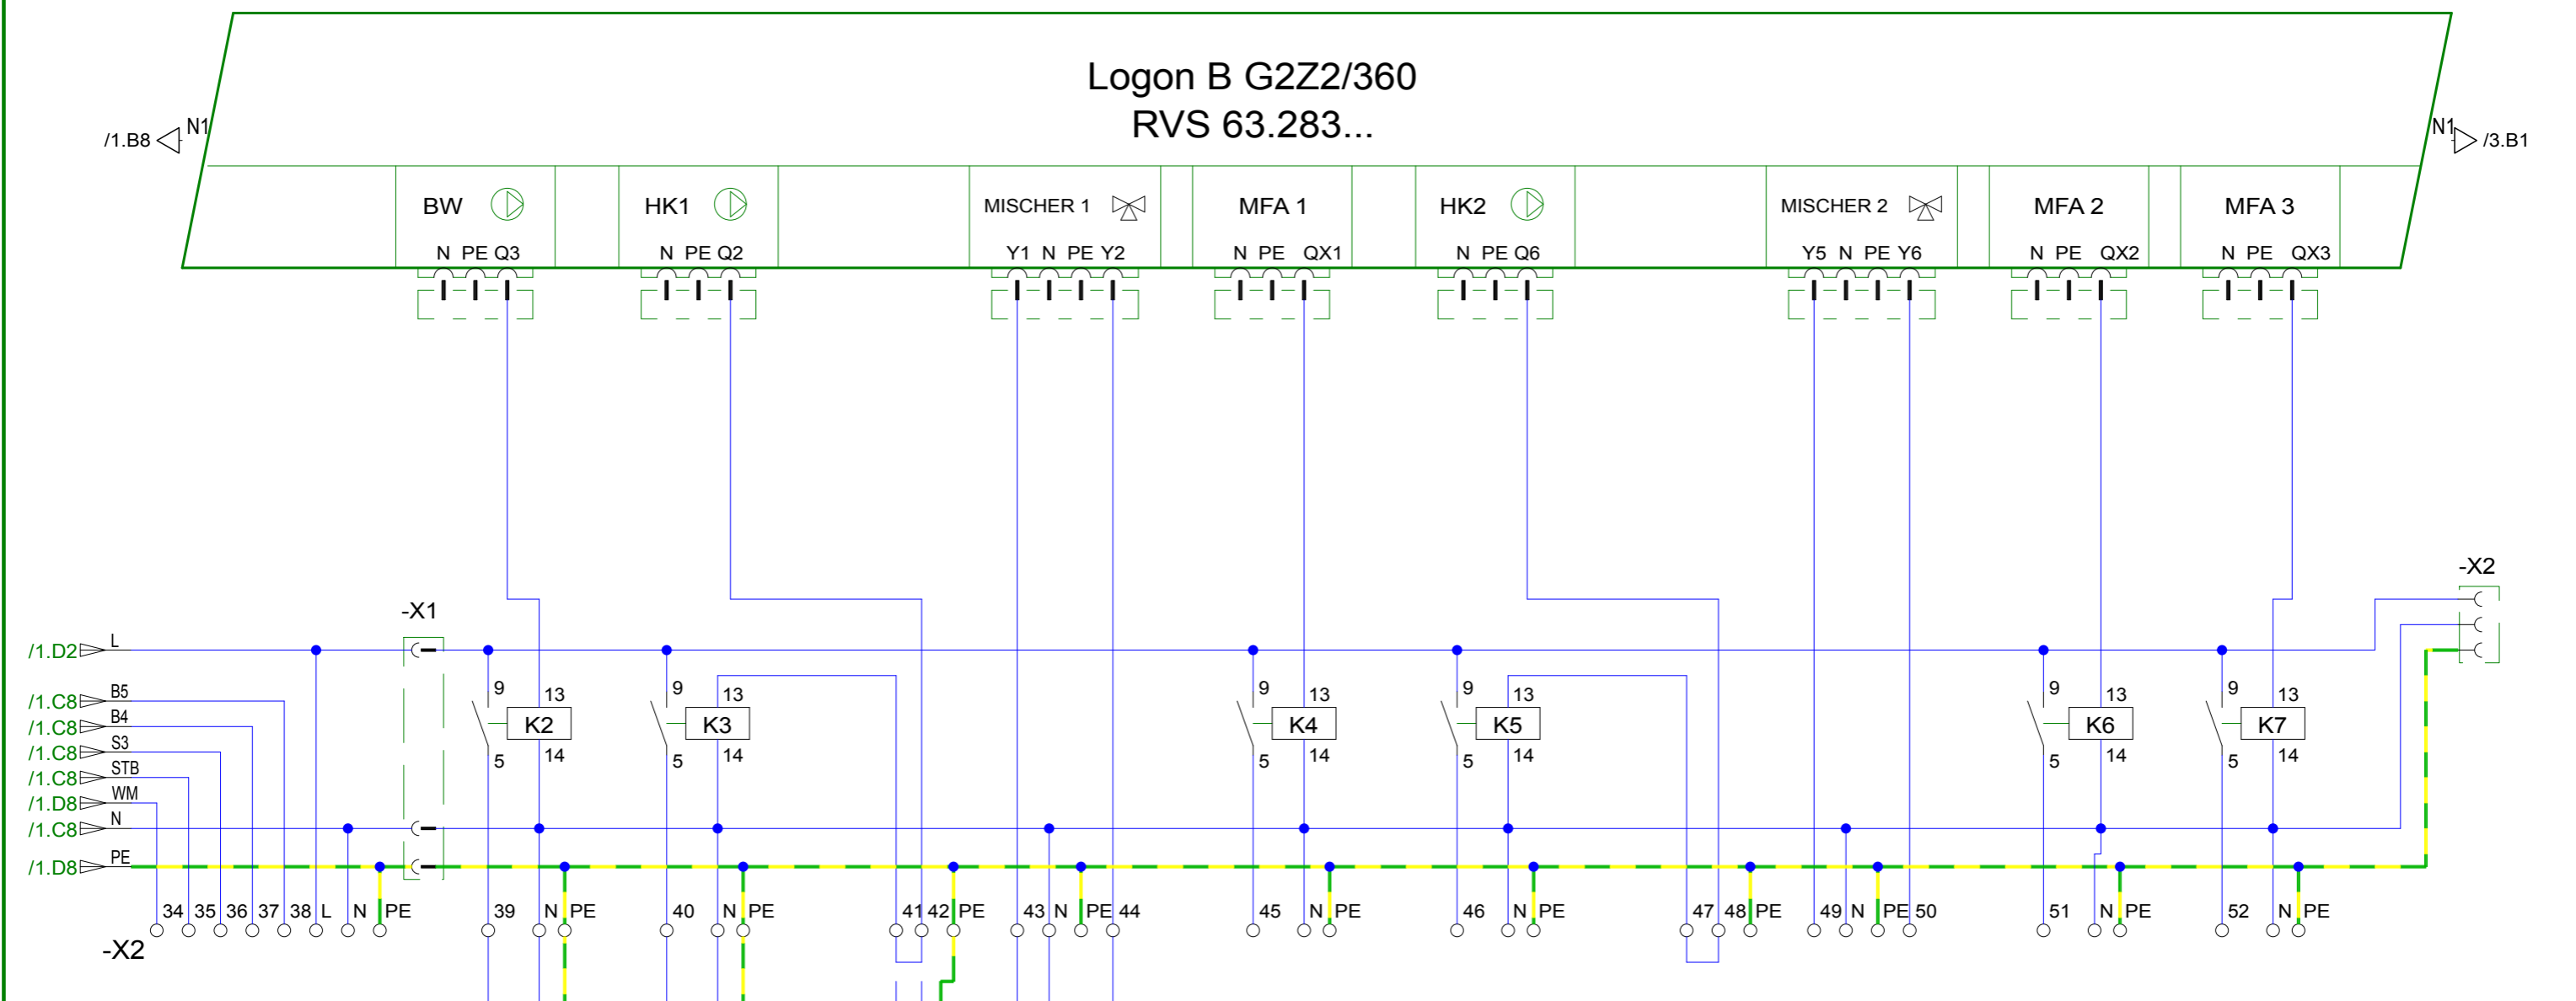 Logon B G2Z2/360
RVS 63.283...
/1.B8 N1 N1 /3.B1
BW HK1 MISCHER 1 MFA 1 HK2 MISCHER 2 MFA 2 MFA 3
N PE Q3 N PE Q2 Y1 N PE Y2 N PE QX1 N PE Q6 Y5 N PE Y6 N PE QX2 N PE QX3
-X2
-X1
/1.D2 L
/1.C8 B5 9 13 9 13 9 13 9 13 9 13 9 13
/1.C8 B4 K2 K3 K4 K5 K6 K7
/1.C8 S3 5 14 5 14 5 14 5 14 5 14 5 14
/1.C8 STB
/1.D8 WM
/1.C8 N
/1.D8 PE
34 35 36 37 38 L N PE 39 N PE 40 N PE 41 42 PE 43 N PE 44 45 N PE 46 N PE 47 48 PE 49 N PE 50 51 N PE 52 N PE
-X2